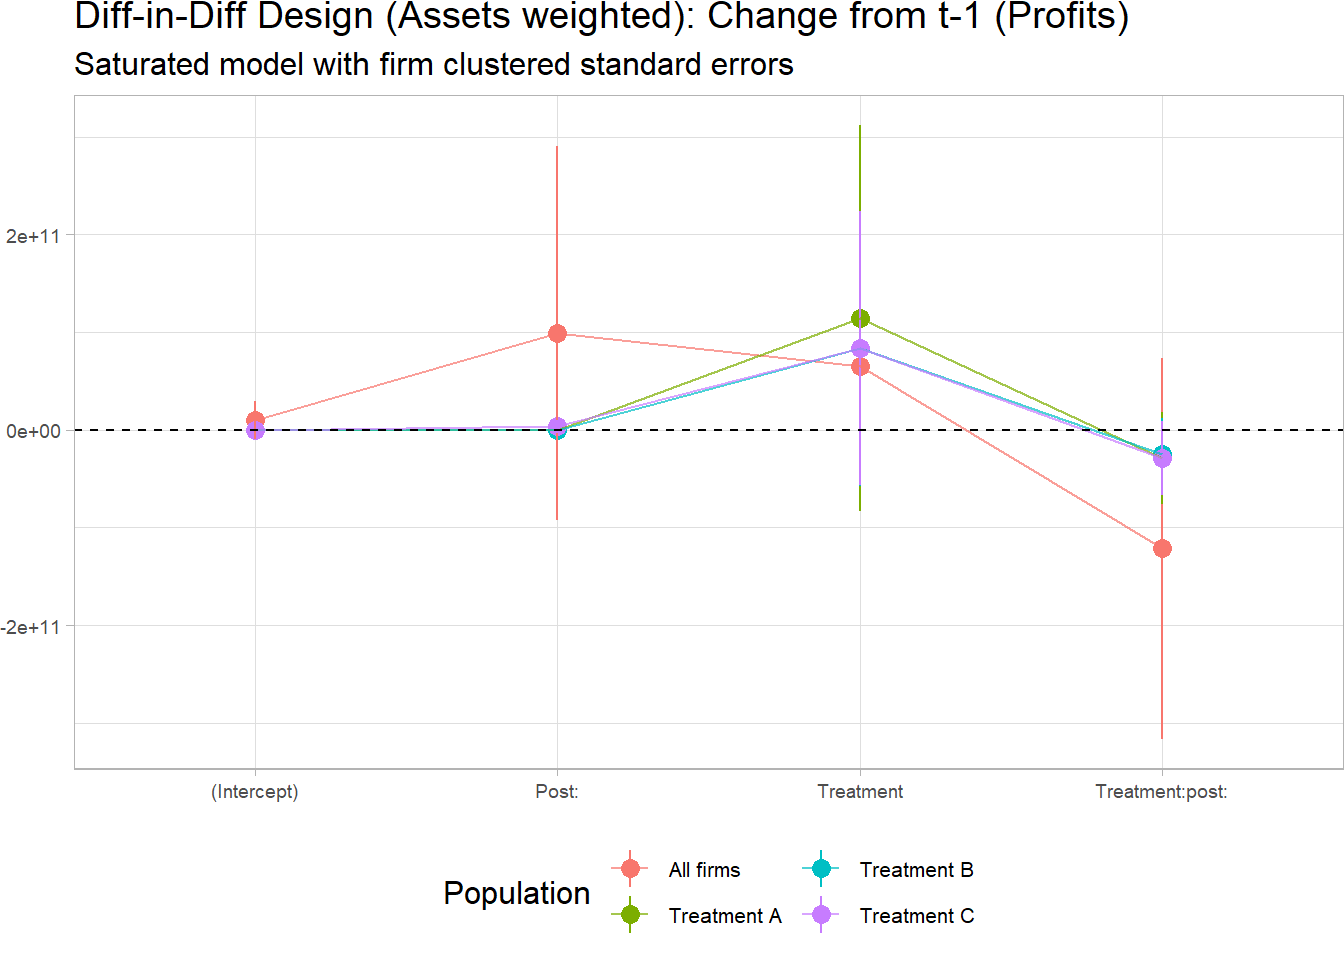 Diff-in-Diff Design (Assets weighted): Change from t-1 (Profits)
Saturated model with firm clustered standard errors
2e+11
0e+00
-2e+11
(Intercept)
Post:
Treatment
Treatment:post:
Population
All firms
Treatment B
Treatment A
Treatment C